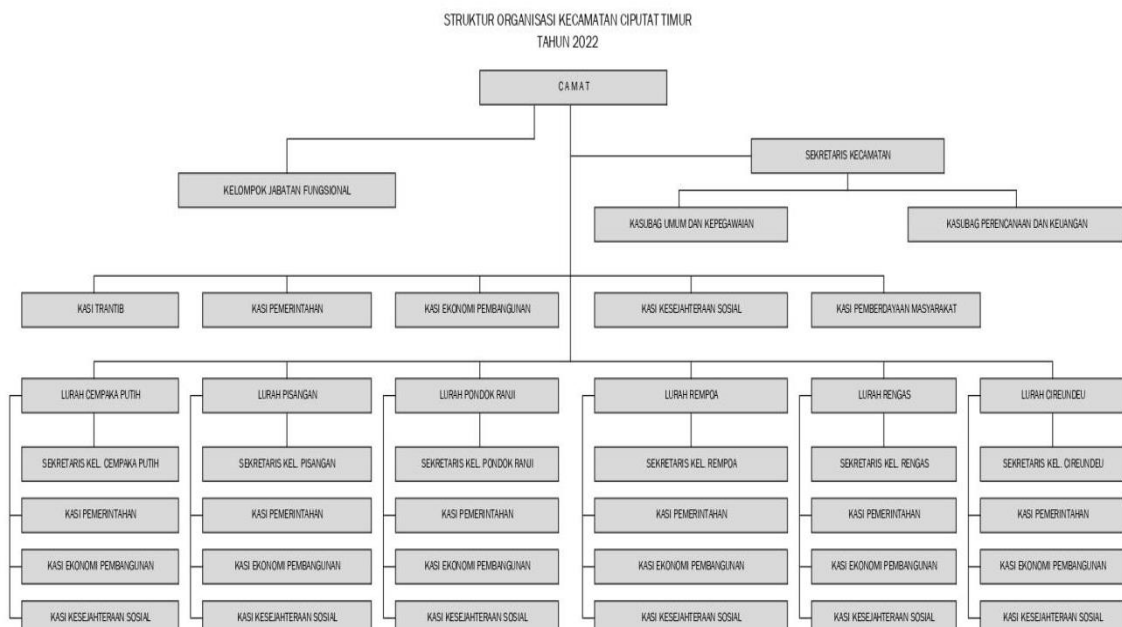 STRUKTUR ORGANISASI KECAMATAN CIPUTAT TIMUR
TAHUN 2022
CAMAT
SEKRETARIS KECAMATAN
KELOMPOK JABATAN FUNGSIONAL
KASUBAG UMUM DAN KEPEGAWAIAN
KASUBAG PERENCANAAN DAN KEUANGAN
KASI TRANTIB
KASI PEMERINTAHAN
KASI EKONOMI PEMBANGUNAN
KASI KESEJAHTERAAN SOSIAL
KASI PEMBERDAYAAN MASYARAKAT
LURAH CEMPAKA PUTIH
LURAH PISANGAN
LURAH PONDOK RANJI
LURAH REMPOA
LURAH RENGAS
LURAH CIREUNDEU
SEKRETARIS KEL. CEMPAKA PUTIH
SEKRETARIS KEL. PISANGAN
SEKRETARIS KEL. PONDOK RANJI
SEKRETARIS KEL. REMPOA
SEKRETARIS KEL. RENGAS
SEKRETARIS KEL. CIREUNDEU
KASI PEMERINTAHAN
KASI PEMERINTAHAN
KASI PEMERINTAHAN
KASI PEMERINTAHAN
KASI PEMERINTAHAN
KASI PEMERINTAHAN
KASI EKONOMI PEMBANGUNAN
KASI EKONOMI PEMBANGUNAN
KASI EKONOMI PEMBANGUNAN
KASI EKONOMI PEMBANGUNAN
KASI EKONOMI PEMBANGUNAN
KASI EKONOMI PEMBANGUNAN
KASI KESEJAHTERAAN SOSIAL
KASI KESEJAHTERAAN SOSIAL
KASI KESEJAHTERAAN SOSIAL
KASI KESEJAHTERAAN SOSIAL
KASI KESEJAHTERAAN SOSIAL
KASI KESEJAHTERAAN SOSIAL